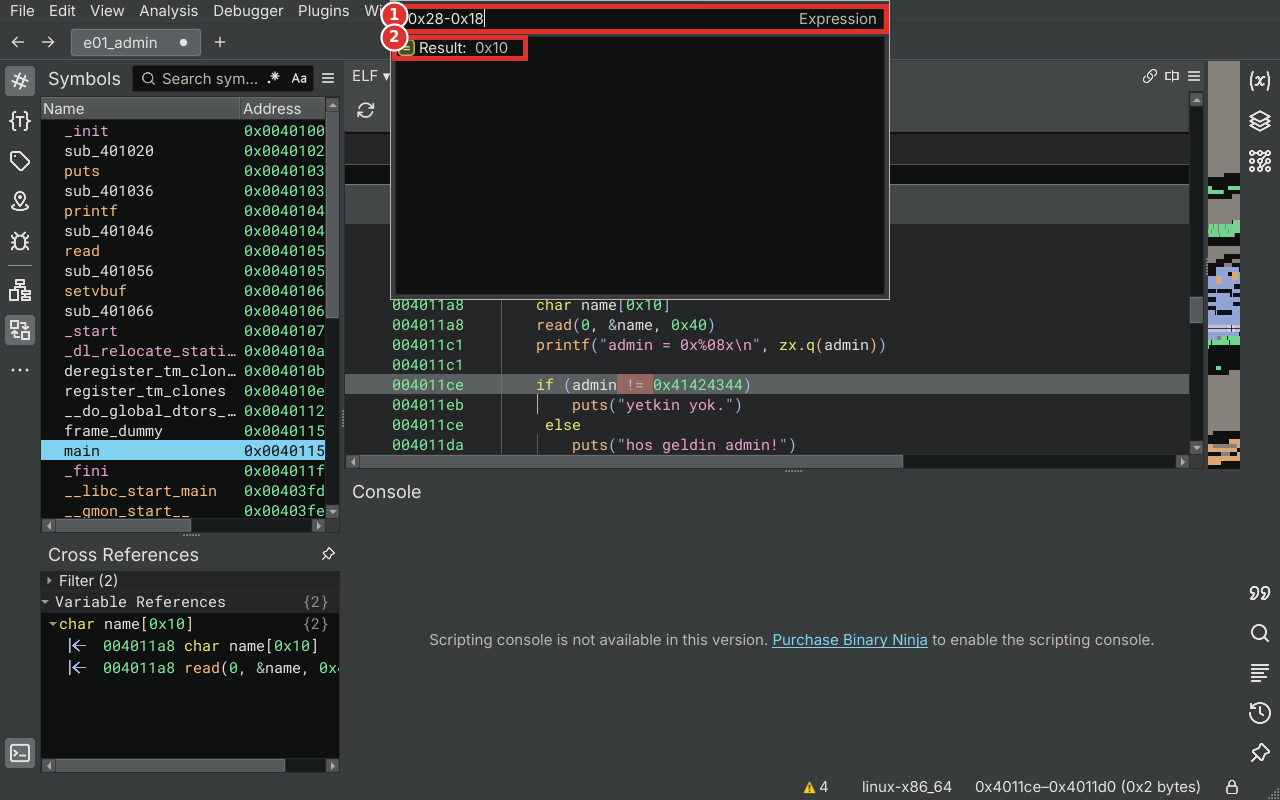 File Edit View Analysis Debugger Plugins
1
0x28-0x18
Expression
2
Result: 0x10
e01_admin
Symbols
Search sym... .* Aa
ELF
Name Address
_init 0x0040100
sub_401020 0x0040102
puts 0x0040103
sub_401036 0x0040103
printf 0x0040104
sub_401046 0x0040104
read 0x0040105
sub_401056 0x0040105
setvbuf 0x0040106
sub_401066 0x0040106
_start 0x0040107
_dl_relocate_stati… 0x004010a
deregister_tm_clon… 0x004010b
register_tm_clones 0x004010e
__do_global_dtors_… 0x0040112
frame_dummy 0x0040115
main 0x0040115
_fini 0x004011f
__libc_start_main 0x00403fd
__gmon_start__ 0x00403fe
004011a8 char name[0x10]
004011a8 read(0, &name, 0x40)
004011c1 printf("admin = 0x%08x\n", zx.q(admin))
004011c1
004011ce if (admin != 0x41424344)
004011eb puts("yetkin yok.")
004011ce else
004011da puts("hos geldin admin!")
Cross References
Filter (2)
Variable References {2}
char name[0x10] {2}
004011a8 char name[0x10]
004011a8 read(0, &name, 0x4
Console
Scripting console is not available in this version. Purchase Binary Ninja to enable the scripting console.
4 linux-x86_64 0x4011ce–0x4011d0 (0x2 bytes)